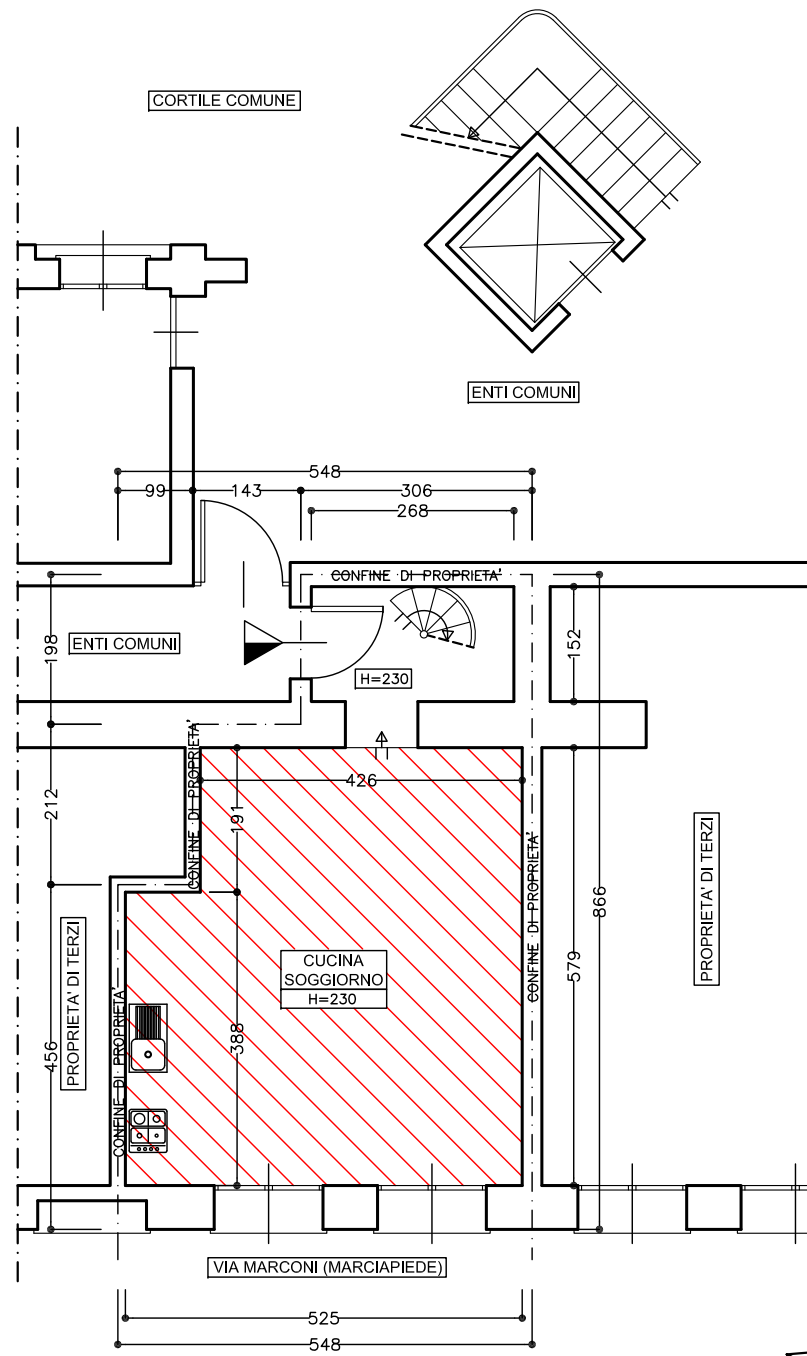 CORTILE COMUNE
ENTI COMUNI
548
99
143
306
268
CONFINE DI PROPRIETA'
198
ENTI COMUNI
H=230
152
426
212
191
CONFINE DI PROPRIETA'
CONFINE DI PROPRIETA'
866
PROPRIETA' DI TERZI
579
CUCINA
SOGGIORNO
H=230
PROPRIETA' DI TERZI
456
CONFINE DI PROPRIETA'
388
VIA MARCONI (MARCIAPIEDE)
525
548